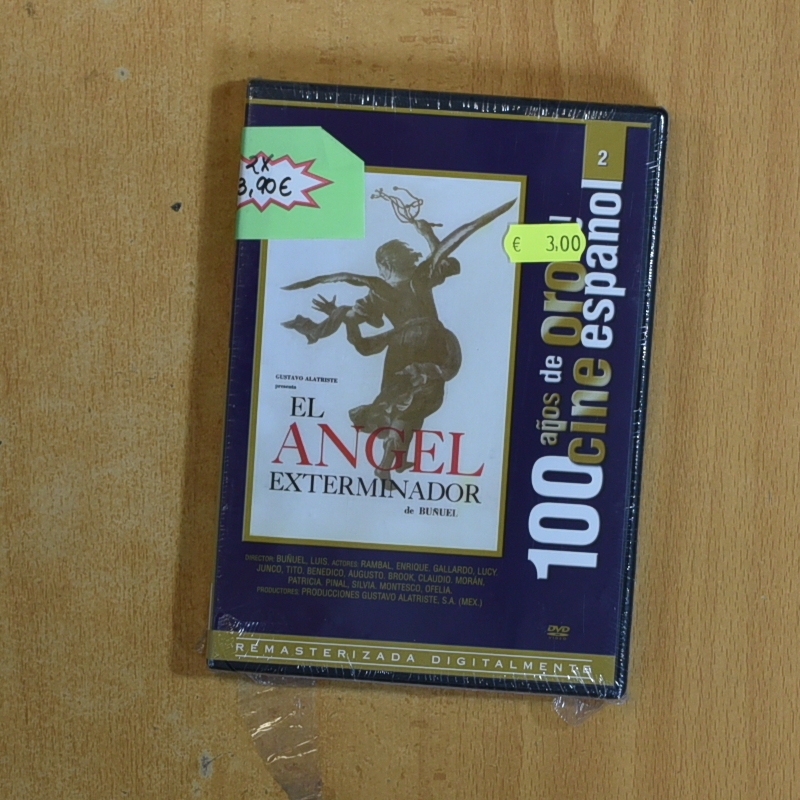 2X
3,90€
2
€ 3,00
GUSTAVO ALATRISTE
presenta
EL
ANGEL
EXTERMINADOR
de BUÑUEL
100 años de oro
cine español
DIRECTOR: BUÑUEL, LUIS. ACTORES: RAMBAL, ENRIQUE. GALLARDO, LUCY.
JUNCO, TITO. BENEDICO, AUGUSTO. BROOK, CLAUDIO. MORÁN,
PATRICIA. PINAL, SILVIA. MONTESCO, OFELIA.
PRODUCTORES: PRODUCCIONES GUSTAVO ALATRISTE, S.A. (MEX.)
DVD
REMASTERIZADA DIGITALMENTE